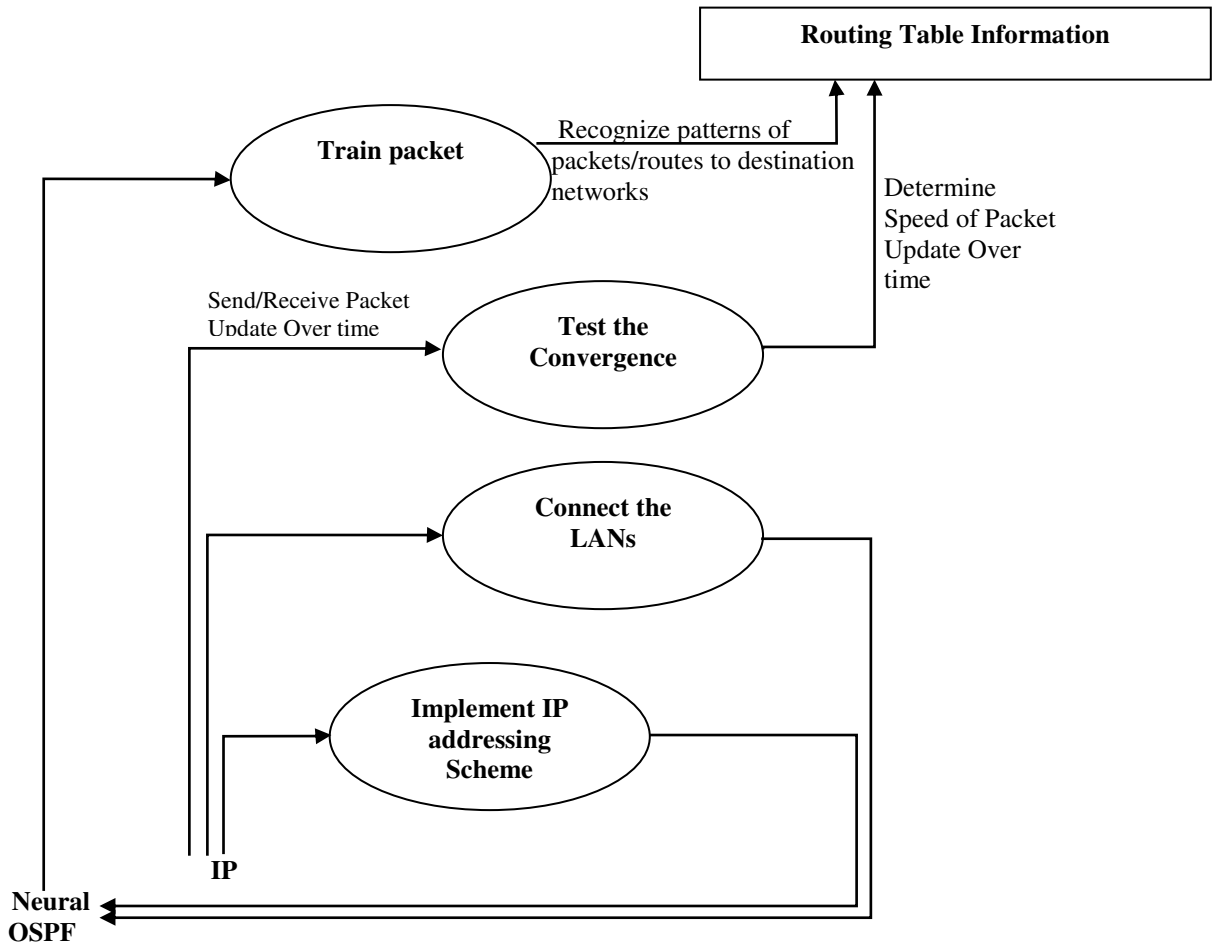 Routing Table Information
Train packet
Recognize patterns of
packets/routes to destination
networks
Determine
Speed of Packet
Update Over
time
Send/Receive Packet
Update Over time
Test the
Convergence
Connect the
LANs
Implement IP
addressing
Scheme
IP
Neural
OSPF